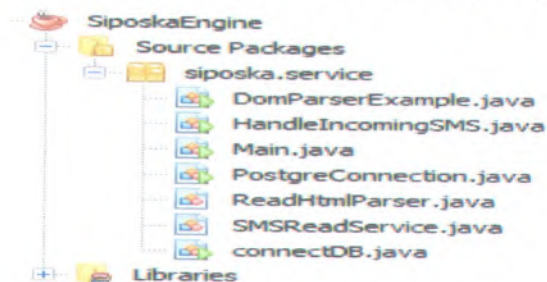 SiposkaEngine
Source Packages
siposka.service
DomParserExample.java
HandleIncomingSMS.java
Main.java
PostgreConnection.java
ReadHtmlParser.java
SMSReadService.java
connectDB.java
Libraries